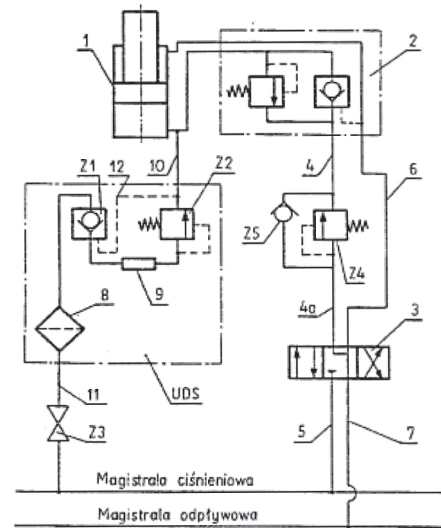 1
2
Z1
12
10
Z2
4
6
Z5
Z4
8
9
4a
3
11
UDS
Z3
5
7
Magistrala ciśnieniowa
Magistrala odpływowa